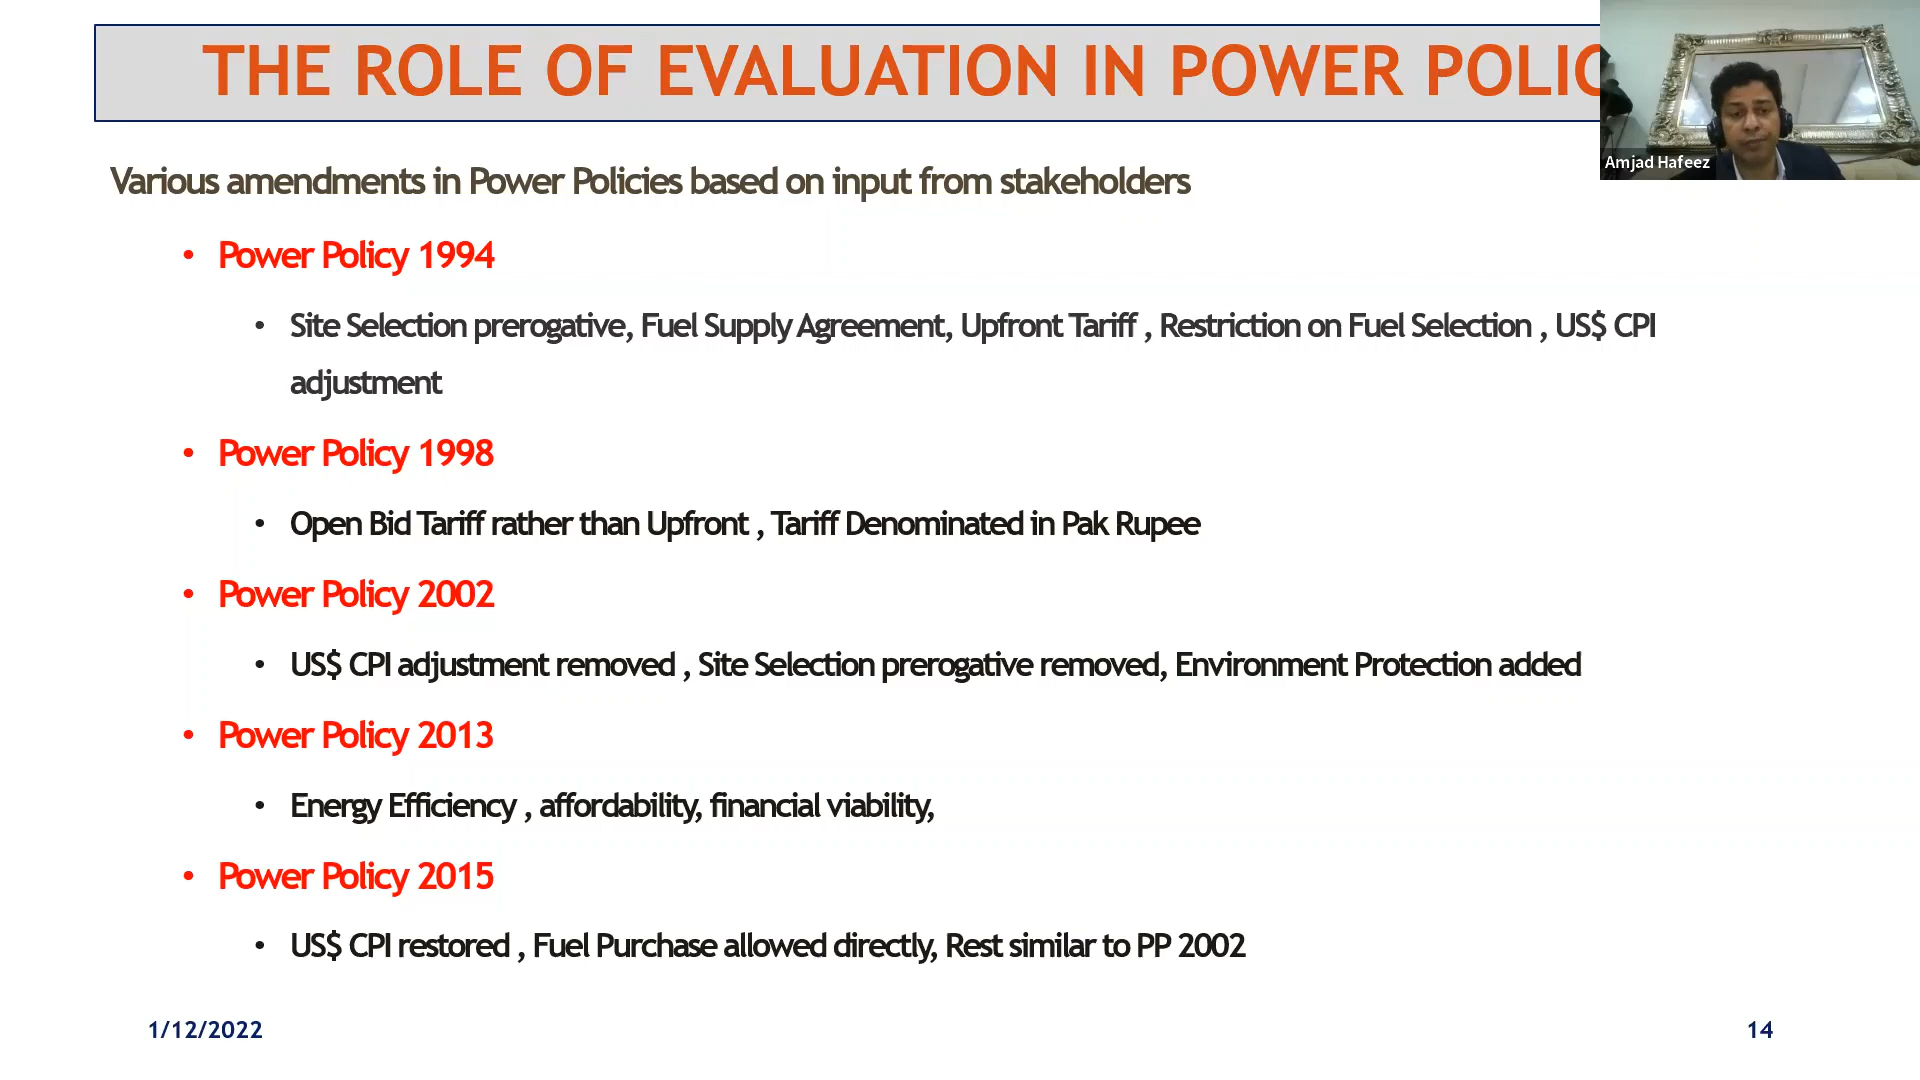 THE ROLE OF EVALUATION IN POWER POLIC
Amjad Hafeez
Various amendments in Power Policies based on input from stakeholders
• Power Policy 1994
• Site Selection prerogative, Fuel Supply Agreement, Upfront Tariff , Restriction on Fuel Selection , US$ CPI
adjustment
• Power Policy 1998
• Open Bid Tariff rather than Upfront , Tariff Denominated in Pak Rupee
• Power Policy 2002
• US$ CPI adjustment removed , Site Selection prerogative removed, Environment Protection added
• Power Policy 2013
• Energy Efficiency , affordability, financial viability,
• Power Policy 2015
• US$ CPI restored , Fuel Purchase allowed directly, Rest similar to PP 2002
1/12/2022
14